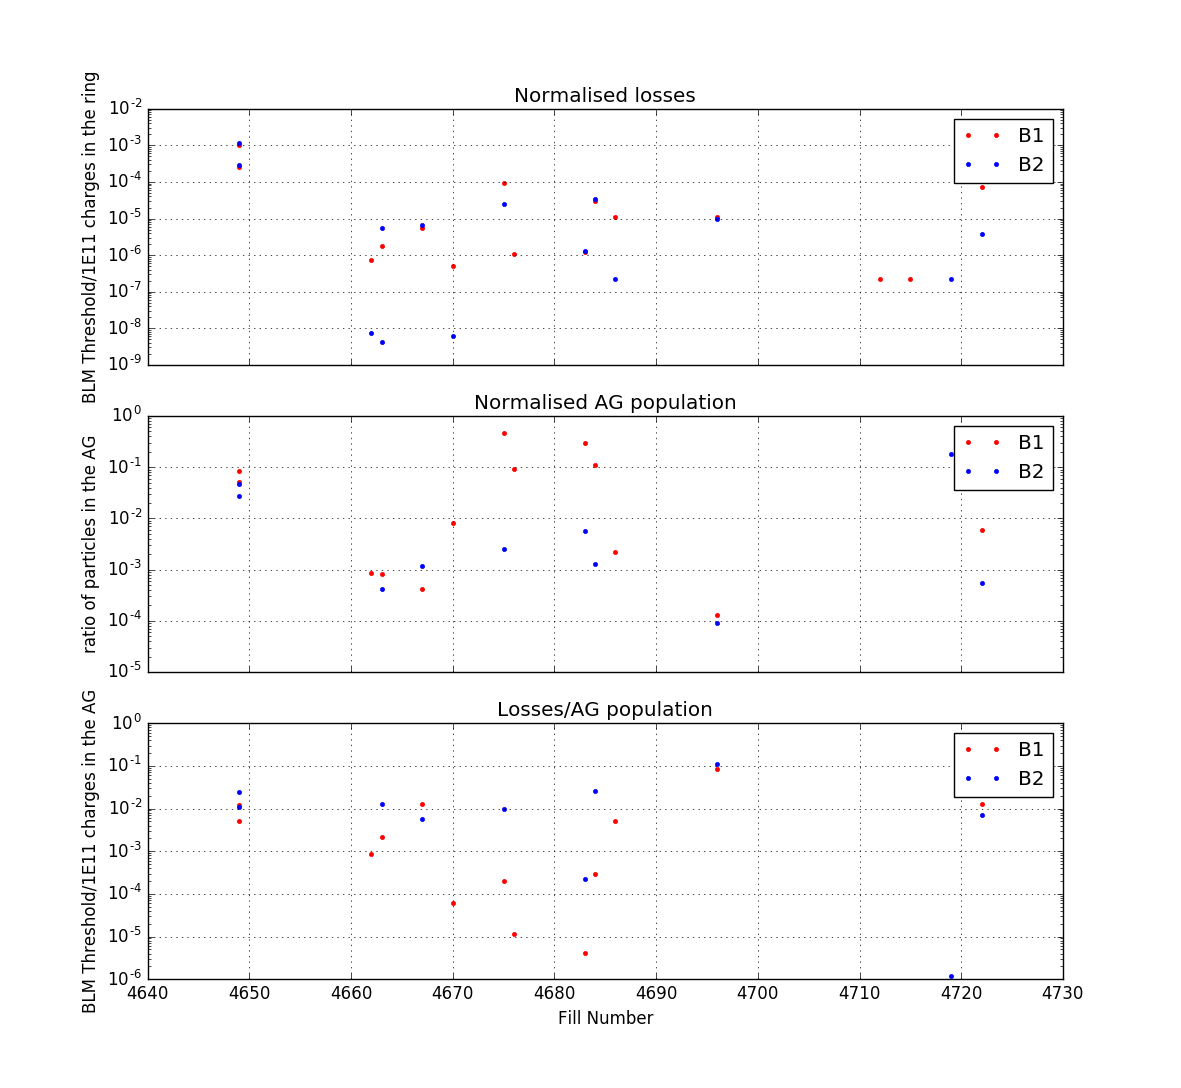 Normalised losses
BLM Threshold/1E11 charges in the ring
10^-2
10^-3
10^-4
10^-5
10^-6
10^-7
10^-8
10^-9
B1
B2
Normalised AG population
ratio of particles in the AG
10^0
10^-1
10^-2
10^-3
10^-4
10^-5
B1
B2
Losses/AG population
BLM Threshold/1E11 charges in the AG
10^0
10^-1
10^-2
10^-3
10^-4
10^-5
10^-6
B1
B2
4640 4650 4660 4670 4680 4690 4700 4710 4720 4730
Fill Number